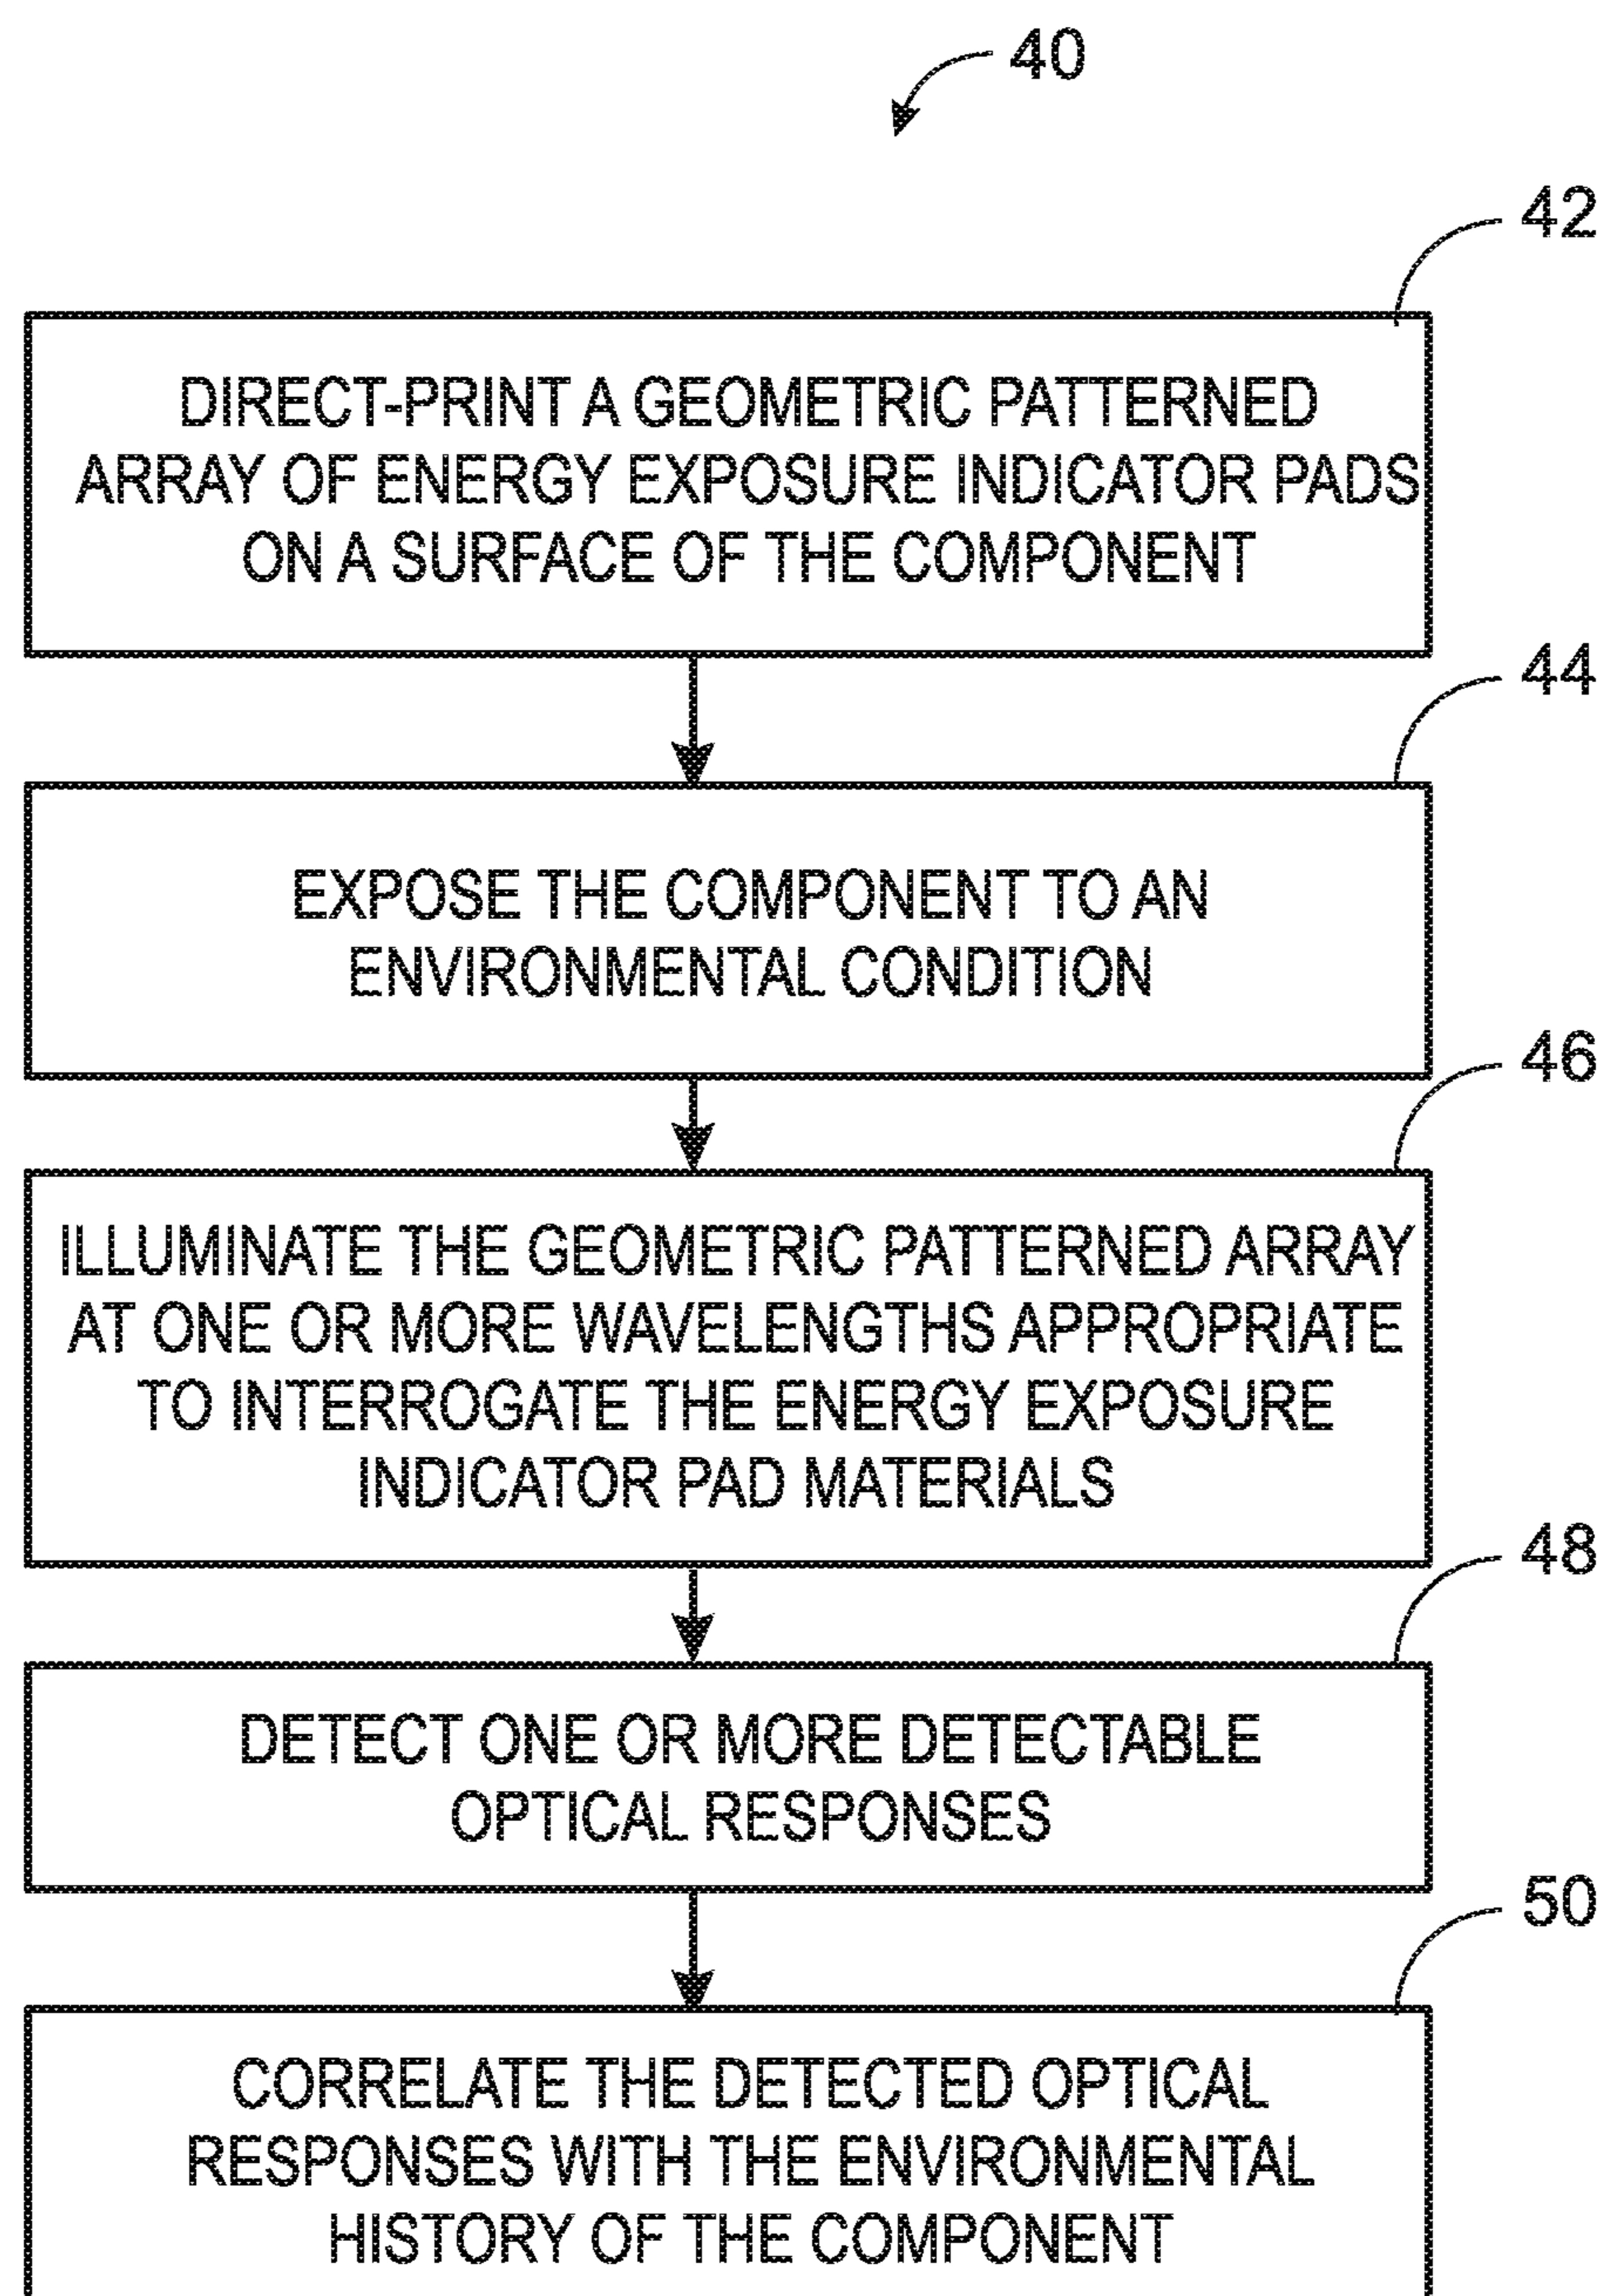 40
42
DIRECT-PRINT A GEOMETRIC PATTERNED
ARRAY OF ENERGY EXPOSURE INDICATOR PADS
ON A SURFACE OF THE COMPONENT
44
EXPOSE THE COMPONENT TO AN
ENVIRONMENTAL CONDITION
46
ILLUMINATE THE GEOMETRIC PATTERNED ARRAY
AT ONE OR MORE WAVELENGTHS APPROPRIATE
TO INTERROGATE THE ENERGY EXPOSURE
INDICATOR PAD MATERIALS
48
DETECT ONE OR MORE DETECTABLE
OPTICAL RESPONSES
50
CORRELATE THE DETECTED OPTICAL
RESPONSES WITH THE ENVIRONMENTAL
HISTORY OF THE COMPONENT